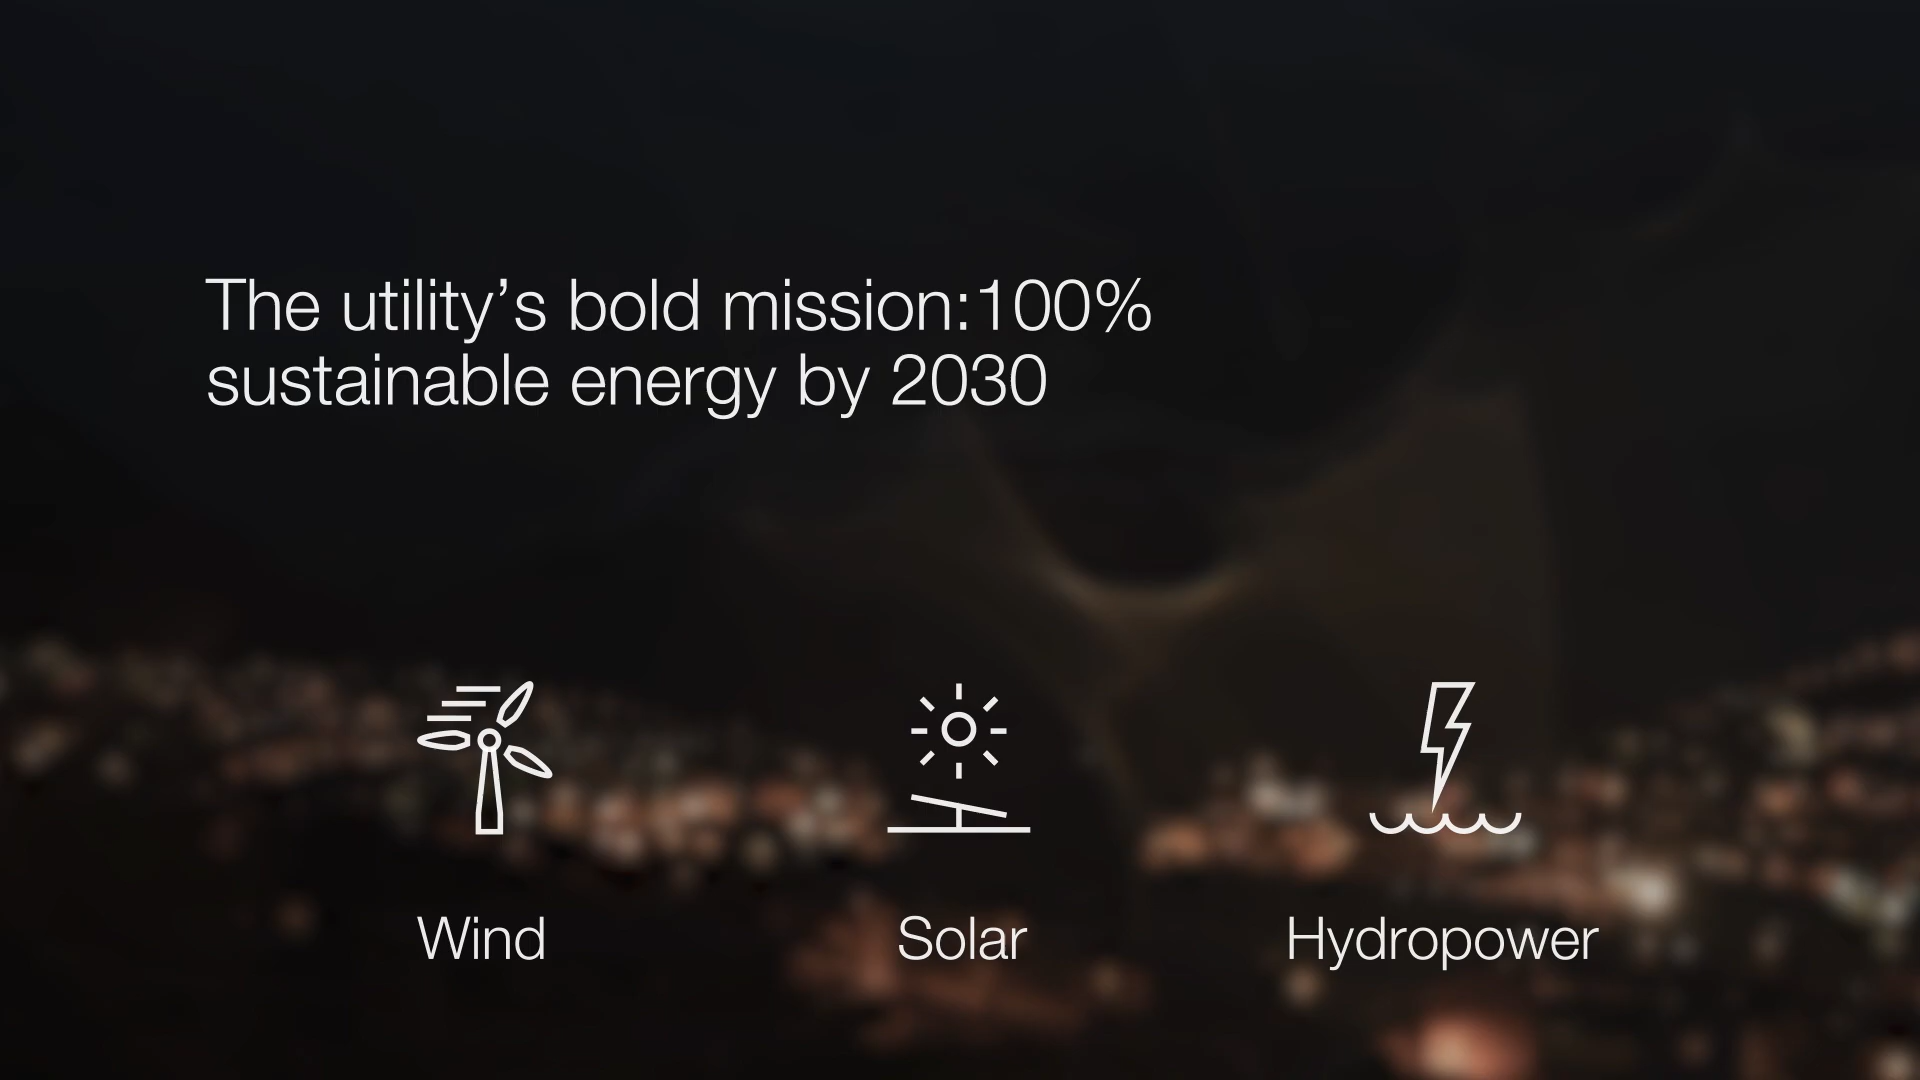 The utility’s bold mission:100%
sustainable energy by 2030
Wind
Solar
Hydropower